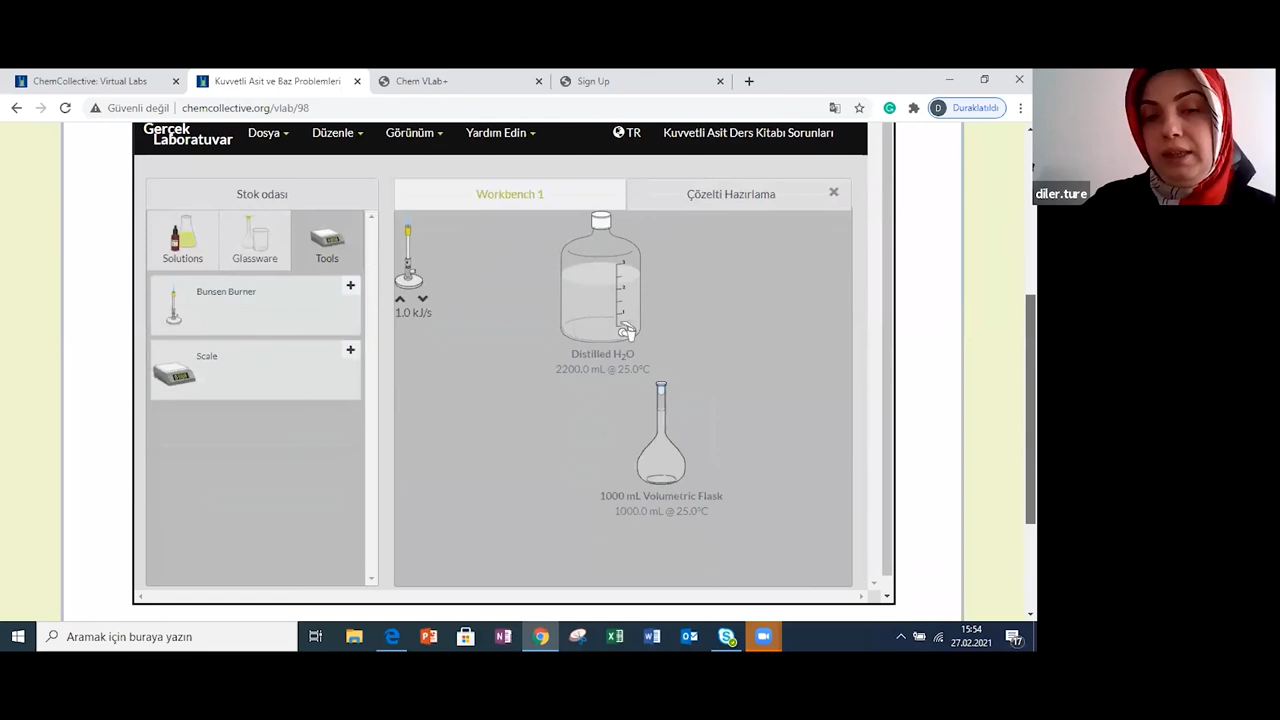 ChemCollective: Virtual Labs
Kuvvetli Asit ve Baz Problemleri
Chem VLab+
Sign Up
Güvenli değil
chemcollective.org/vlab/98
D
Duraklatıldı
diler.ture
Gerçek
Laboratuvar
Dosya
Düzenle
Görünüm
Yardım Edin
TR
Kuvvetli Asit Ders Kitabı Sorunları
Stok odası
Workbench 1
Çözelti Hazırlama
Solutions
Glassware
Tools
Bunsen Burner
Scale
1.0 kJ/s
Distilled H₂O
2200.0 mL @ 25.0°C
1000 mL Volumetric Flask
1000.0 mL @ 25.0°C
Aramak için buraya yazın
15:54
27.02.2021
17